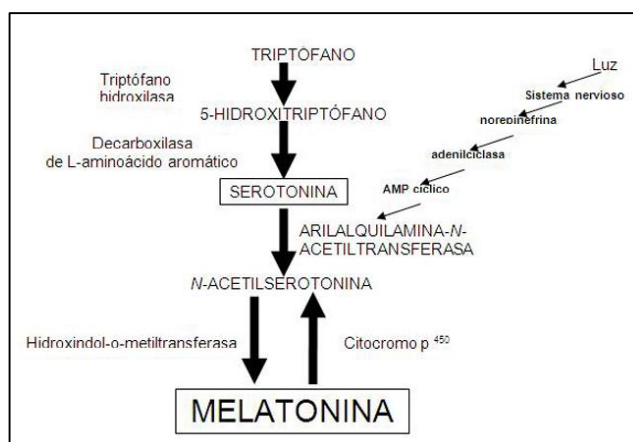 TRIPTÓFANO
Luz
Triptófano
hidroxilasa
Sistema nervioso
5-HIDROXITRIPTÓFANO
norepinefrina
Decarboxilasa
de L-aminoácido aromático
adenilciclasa
SEROTONINA
AMP cíclico
ARILALQUILAMINA-N-
ACETILTRANSFERASA
N-ACETILSEROTONINA
Hidroxindol-o-metiltransferasa
Citocromo p 450
MELATONINA